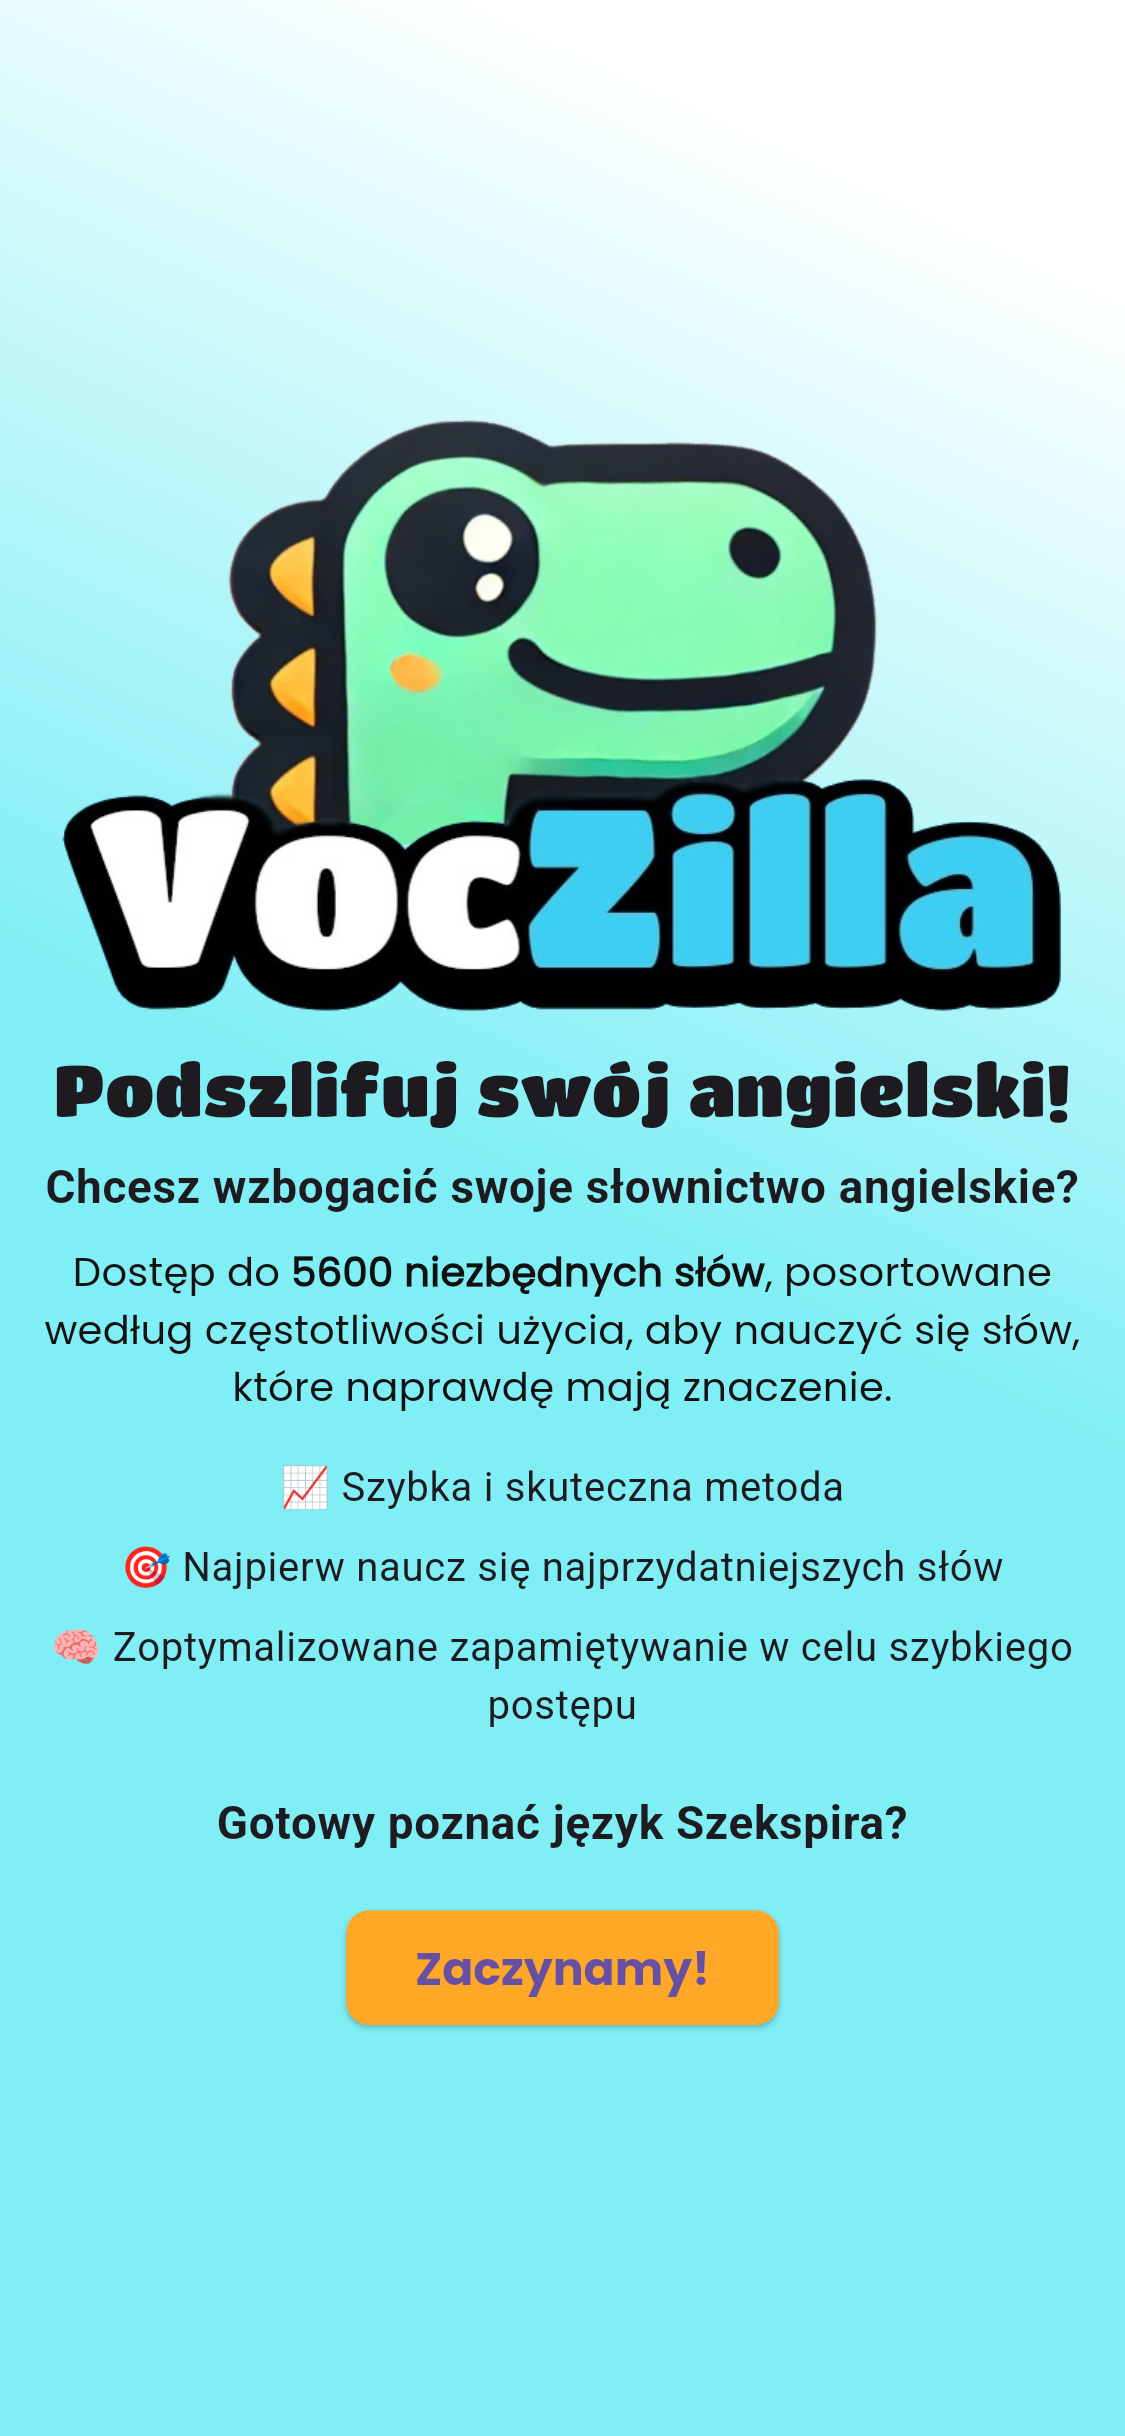 VocZilla
Podszlifuj swój angielski!
Chcesz wzbogacić swoje słownictwo angielskie?
Dostęp do 5600 niezbędnych słów, posortowane
według częstotliwości użycia, aby nauczyć się słów,
które naprawdę mają znaczenie.
📈 Szybka i skuteczna metoda
🎯 Najpierw naucz się najprzydatniejszych słów
🧠 Zoptymalizowane zapamiętywanie w celu szybkiego
postępu
Gotowy poznać język Szekspira?
Zaczynamy!